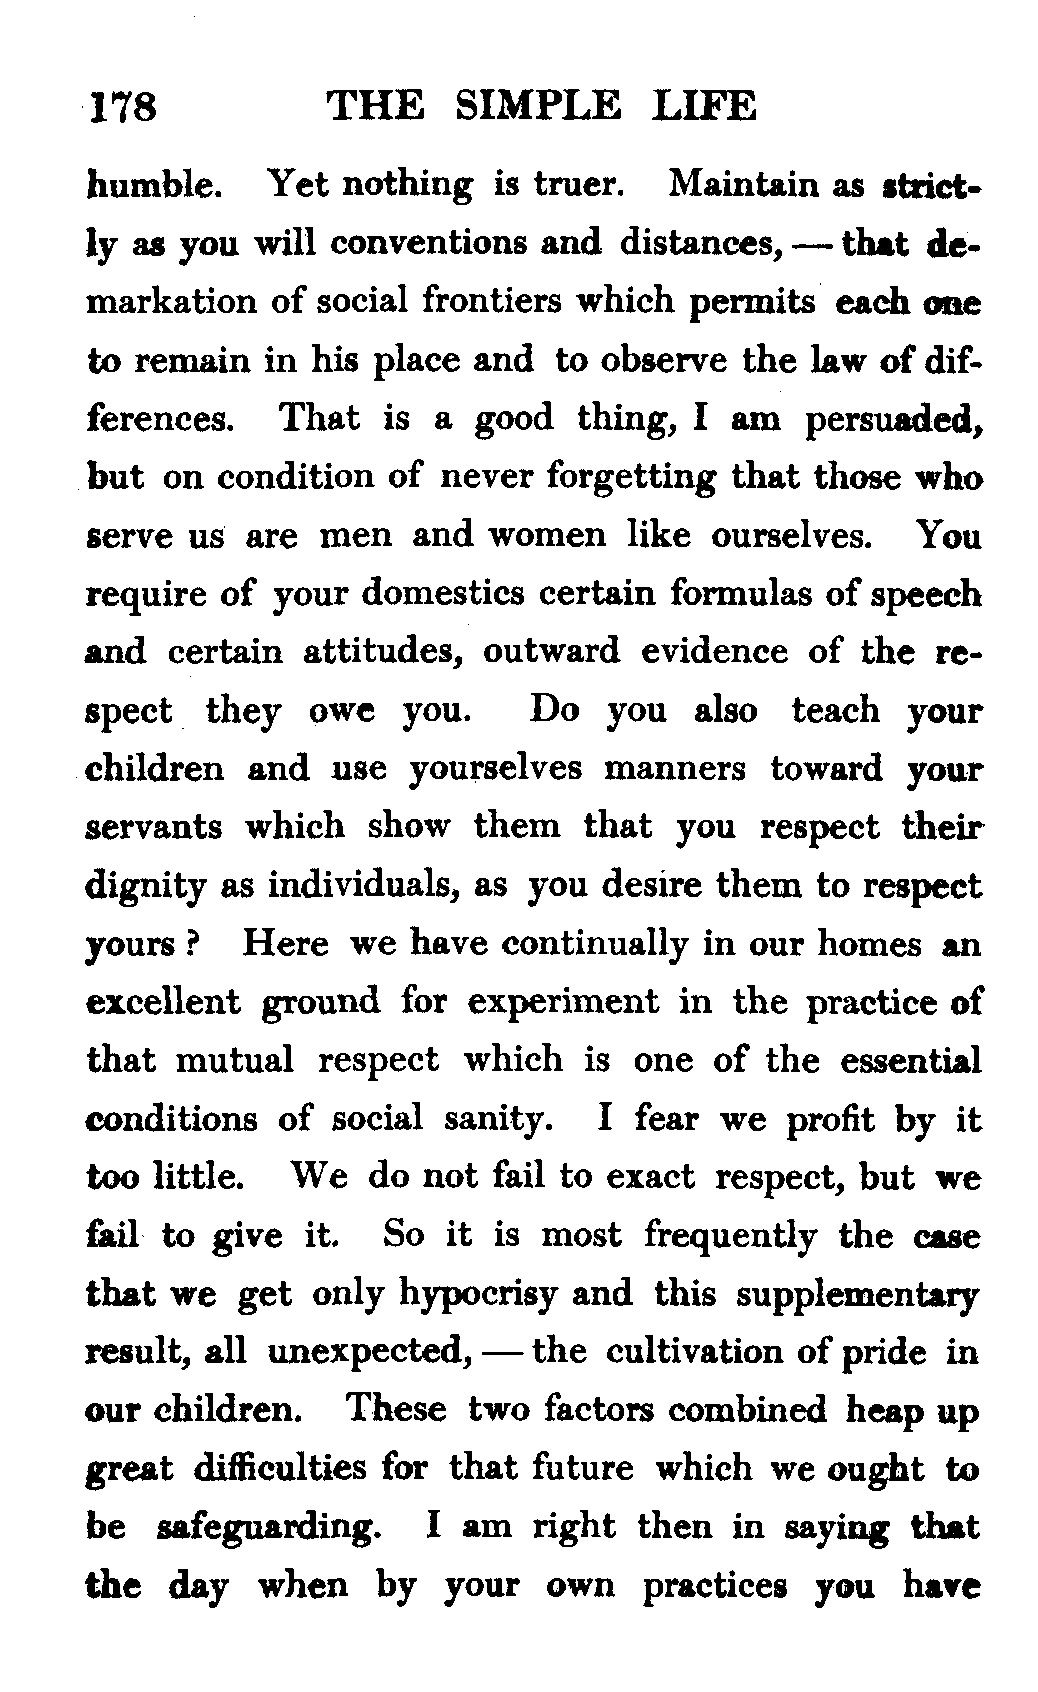 178 THE SIMPLE LIFE
humble. Yet nothing is truer. Maintain as strict-
ly as you will conventions and distances, — that de-
markation of social frontiers which permits each one
to remain in his place and to observe the law of dif-
ferences. That is a good thing, I am persuaded,
but on condition of never forgetting that those who
serve us are men and women like ourselves. You
require of your domestics certain formulas of speech
and certain attitudes, outward evidence of the re-
spect they owe you. Do you also teach your
children and use yourselves manners toward your
servants which show them that you respect their
dignity as individuals, as you desire them to respect
yours ? Here we have continually in our homes an
excellent ground for experiment in the practice of
that mutual respect which is one of the essential
conditions of social sanity. I fear we profit by it
too little. We do not fail to exact respect, but we
fail to give it. So it is most frequently the case
that we get only hypocrisy and this supplementary
result, all unexpected, — the cultivation of pride in
our children. These two factors combined heap up
great difficulties for that future which we ought to
be safeguarding. I am right then in saying that
the day when by your own practices you have